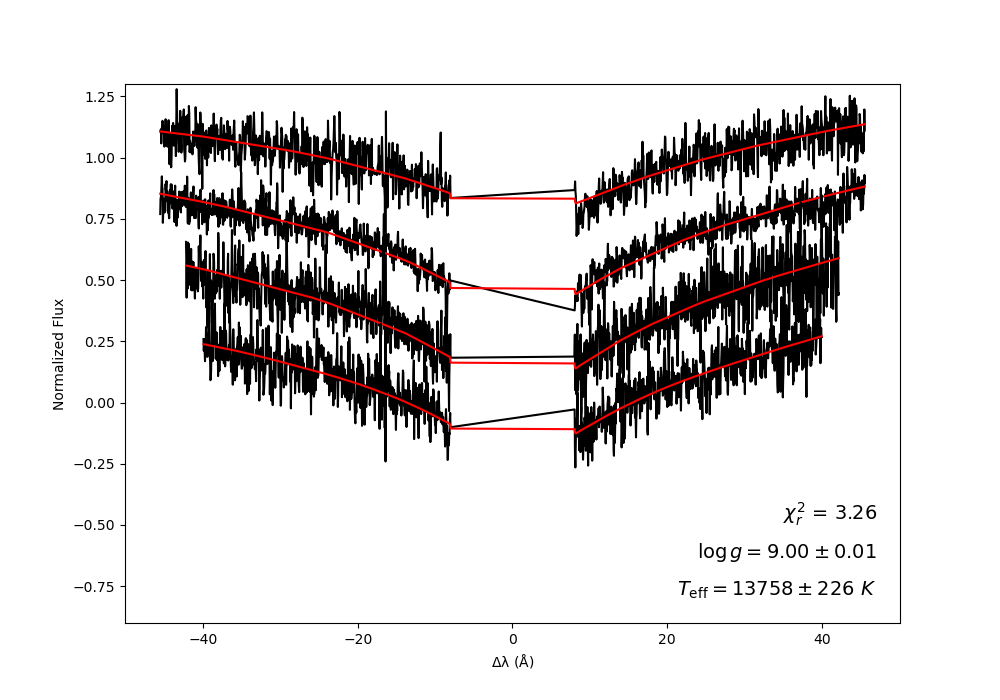 1.25
1.00
0.75
0.50
0.25
0.00
−0.25
−0.50
−0.75
Normalized Flux
χ²ᵣ = 3.26
log g = 9.00 ± 0.01
T_eff = 13758 ± 226 K
−40
−20
0
20
40
Δλ (Å)